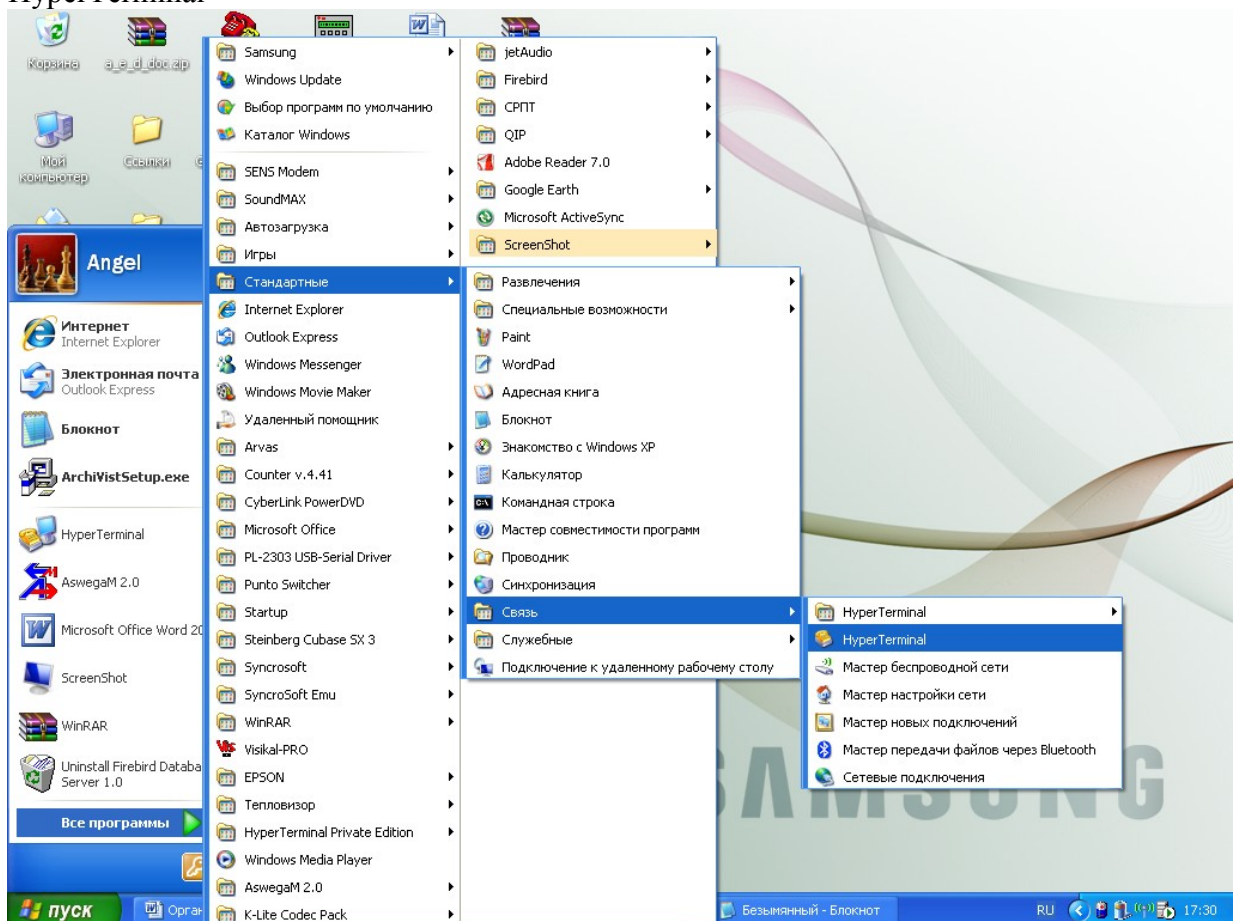 HyperTerminal
Корзина
a_e_d_doc.zip
Мой компьютер
Ссылки
Angel
Интернет
Internet Explorer
Электронная почта
Outlook Express
Блокнот
ArchiVistSetup.exe
HyperTerminal
AswegaM 2.0
Microsoft Office Word 20
ScreenShot
WinRAR
Uninstall Firebird Databa
Server 1.0
Все программы
Samsung
Windows Update
Выбор программ по умолчанию
Каталог Windows
SENS Modem
SoundMAX
Автозагрузка
Игры
Стандартные
Internet Explorer
Outlook Express
Windows Messenger
Windows Movie Maker
Удаленный помощник
Arvas
Counter v.4.41
CyberLink PowerDVD
Microsoft Office
PL-2303 USB-Serial Driver
Punto Switcher
Startup
Steinberg Cubase SX 3
Syncrosoft
SyncroSoft Emu
WinRAR
Visikal-PRO
EPSON
Тепловизор
HyperTerminal Private Edition
Windows Media Player
AswegaM 2.0
K-Lite Codec Pack
jetAudio
Firebird
СРПТ
QIP
Adobe Reader 7.0
Google Earth
Microsoft ActiveSync
ScreenShot
Развлечения
Специальные возможности
Paint
WordPad
Адресная книга
Блокнот
Знакомство с Windows XP
Калькулятор
Командная строка
Мастер совместимости программ
Проводник
Синхронизация
Связь
Служебные
Подключение к удаленному рабочему столу
HyperTerminal
HyperTerminal
Мастер беспроводной сети
Мастер настройки сети
Мастер новых подключений
Мастер передачи файлов через Bluetooth
Сетевые подключения
SAMSUNG
пуск
Орган
Безымянный - Блокнот
RU
17:30